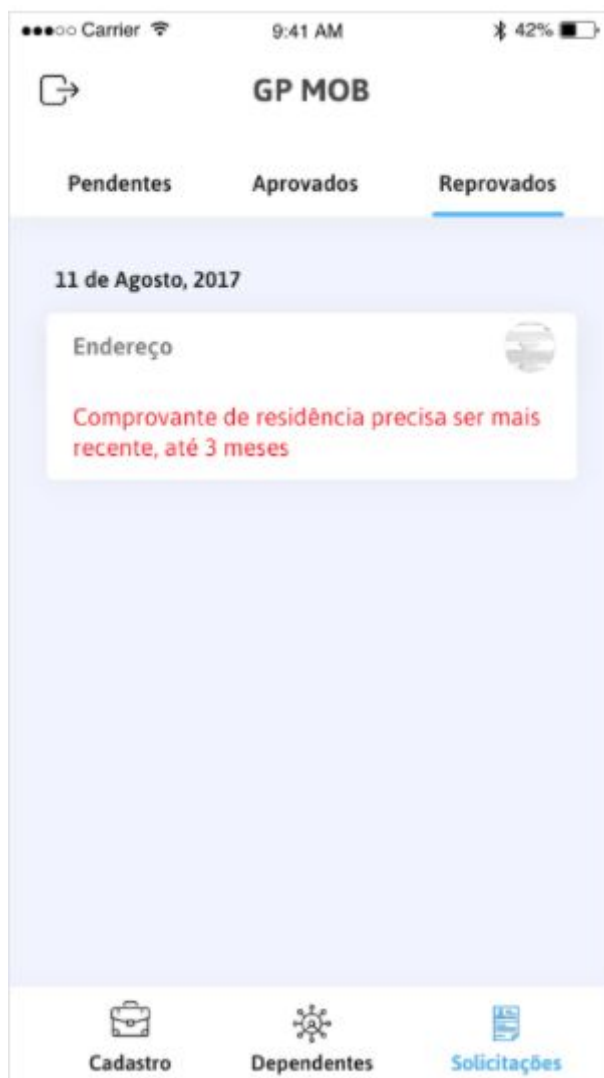 Carrier 9:41 AM 42%
GP MOB
Pendentes Aprovados Reprovados
11 de Agosto, 2017
Endereço
Comprovante de residência precisa ser mais
recente, até 3 meses
Cadastro Dependentes Solicitações